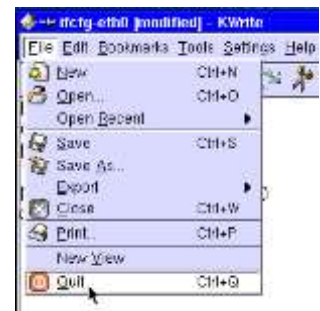 ifcfg-eth0 [modified] - KWrite
File Edit Bookmarks Tools Settings Help
New Ctrl+N
Open... Ctrl+O
Open Recent
Save Ctrl+S
Save As...
Export
Close Ctrl+W
Print... Ctrl+P
New View
Quit Ctrl+Q